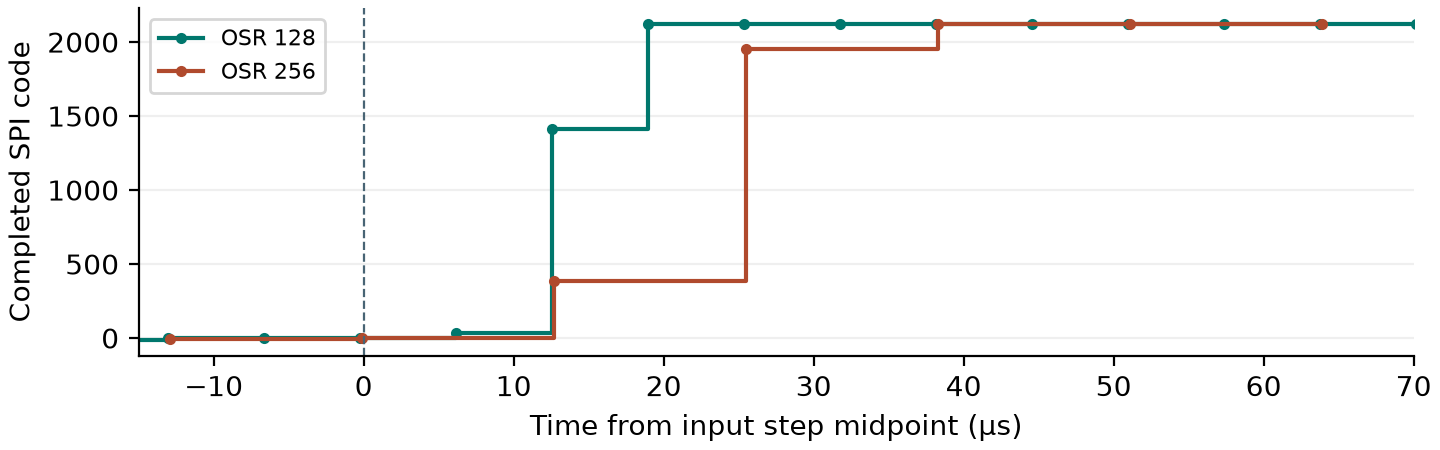 OSR 128
OSR 256
Completed SPI code
2000
1500
1000
500
0
−10 0 10 20 30 40 50 60 70
Time from input step midpoint (µs)